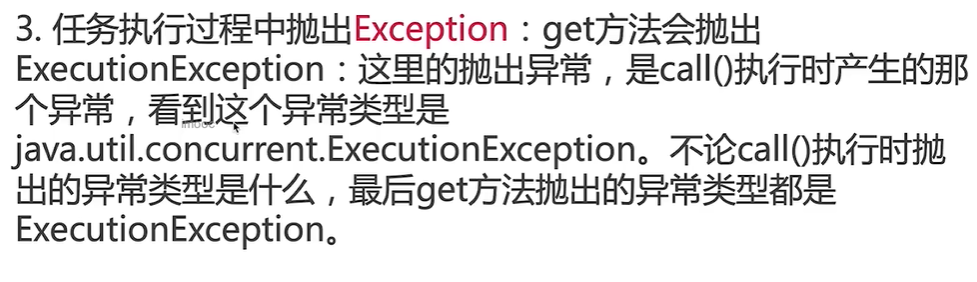 3. 任务执行过程中抛出Exception：get方法会抛出
ExecutionException：这里的抛出异常，是call()执行时产生的那
个异常，看到这个异常类型是
imooc
java.util.concurrent.ExecutionException。不论call()执行时抛
出的异常类型是什么，最后get方法抛出的异常类型都是
ExecutionException。